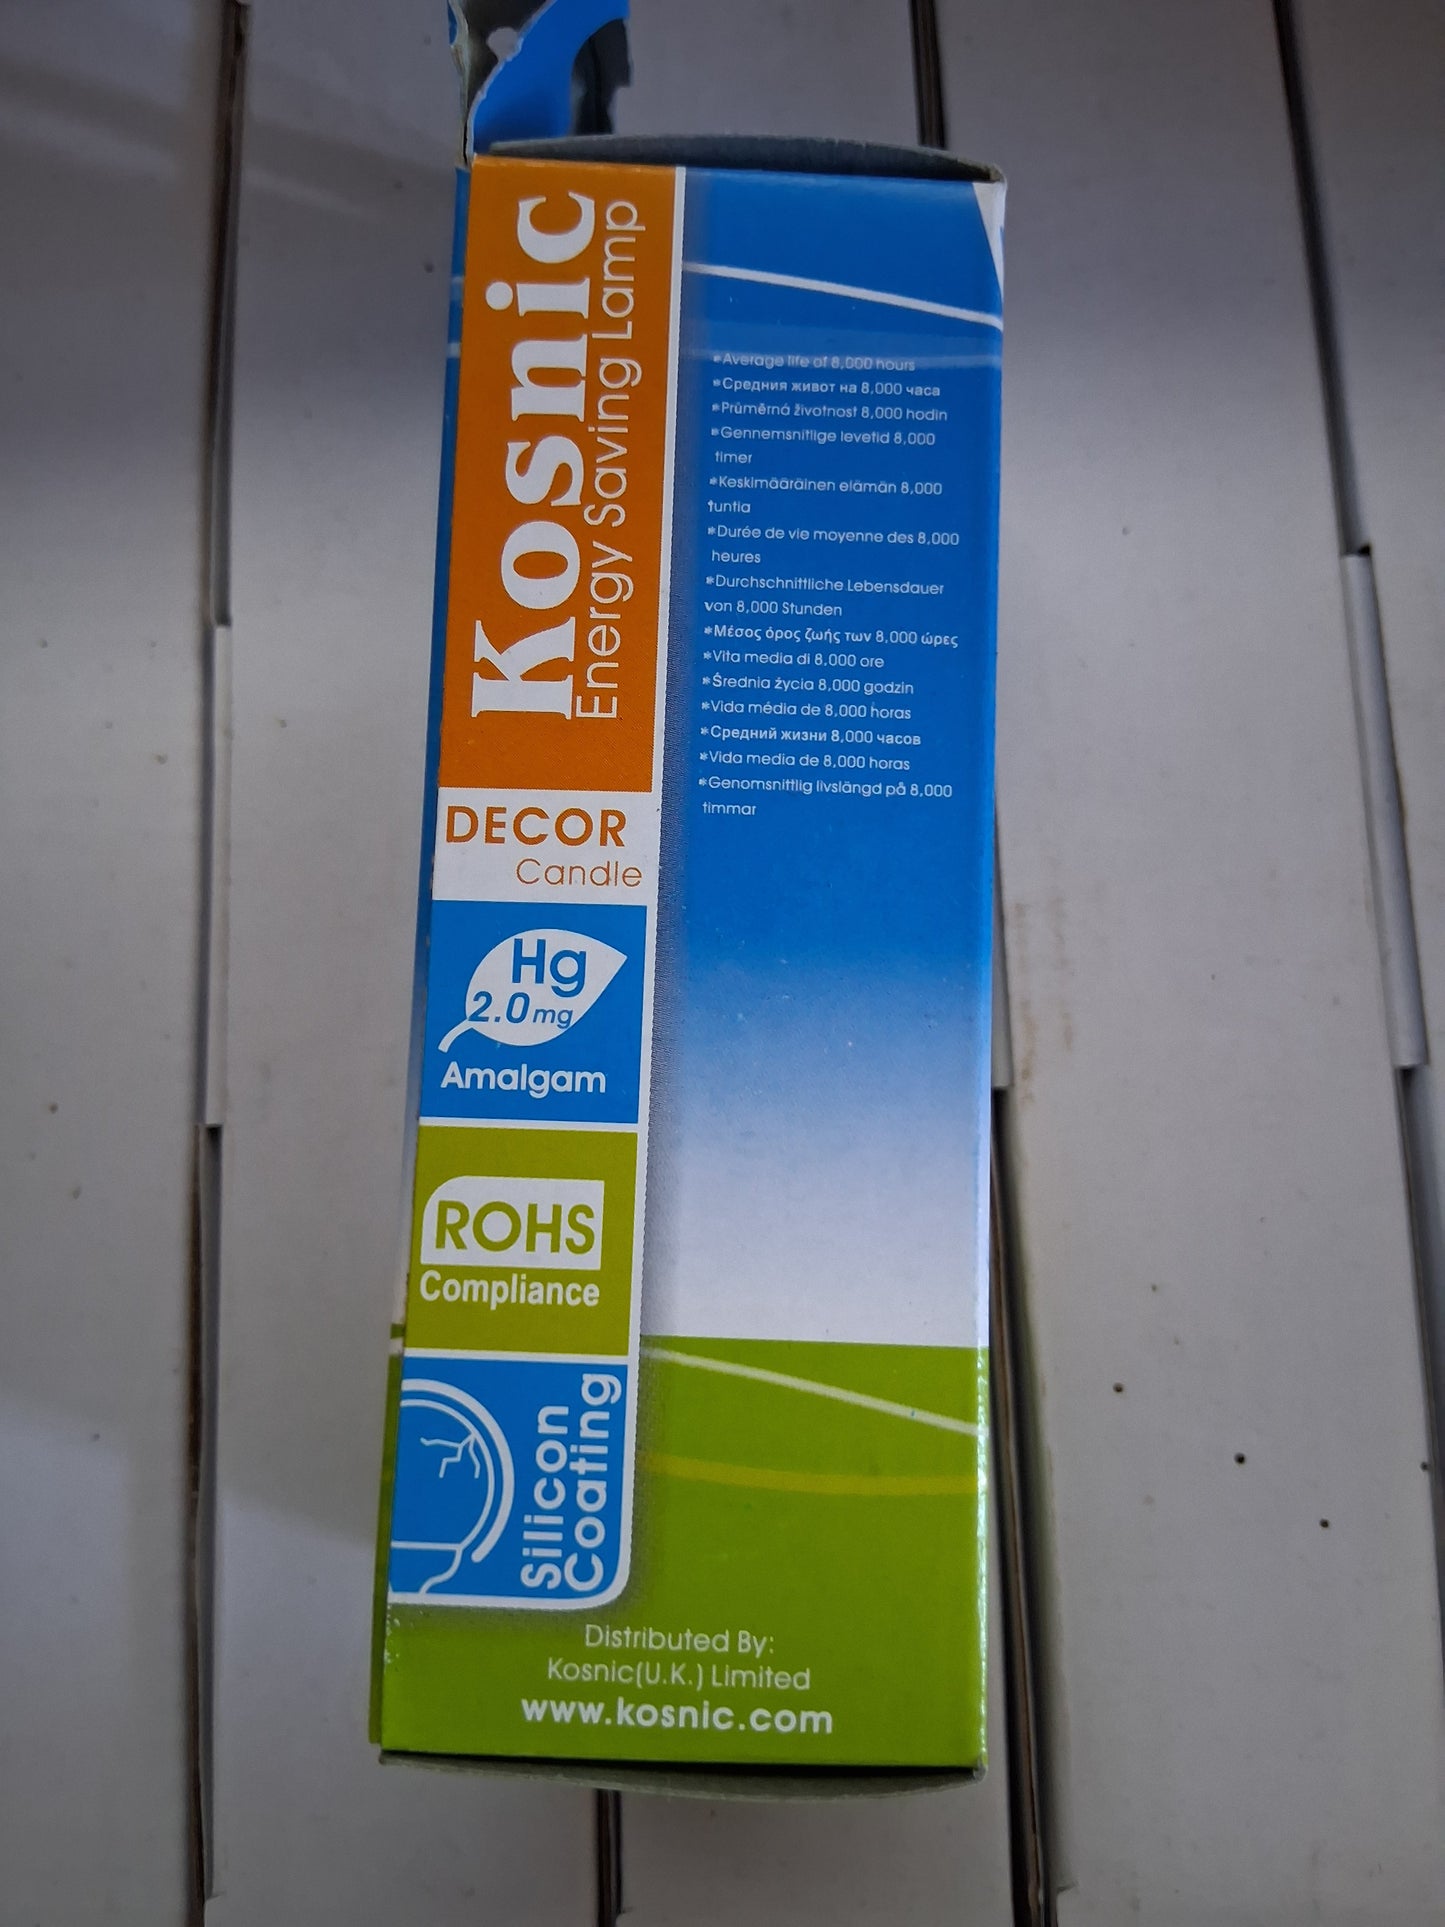 Kosnic
Energy Saving Lamp
DECOR
Candle
Hg
2.0mg
Amalgam
ROHS
Compliance
Silicon
Coating
*Average life of 8,000 hours
*Средния живот на 8,000 часа
*Průměrná životnost 8,000 hodin
*Gennemsnitlige levetid 8,000
timer
*Keskimääräinen elämän 8,000
tuntia
*Durée de vie moyenne des 8,000
heures
*Durchschnittliche Lebensdauer
von 8,000 Stunden
*Μέσος όρος ζωής των 8,000 ώρες
*Vita media di 8,000 ore
*Średnia życia 8,000 godzin
*Vida média de 8,000 horas
*Средний жизни 8,000 часов
*Vida media de 8,000 horas
*Genomsnittlig livslängd på 8,000
timmar
Distributed By:
Kosnic(U.K.) Limited
www.kosnic.com